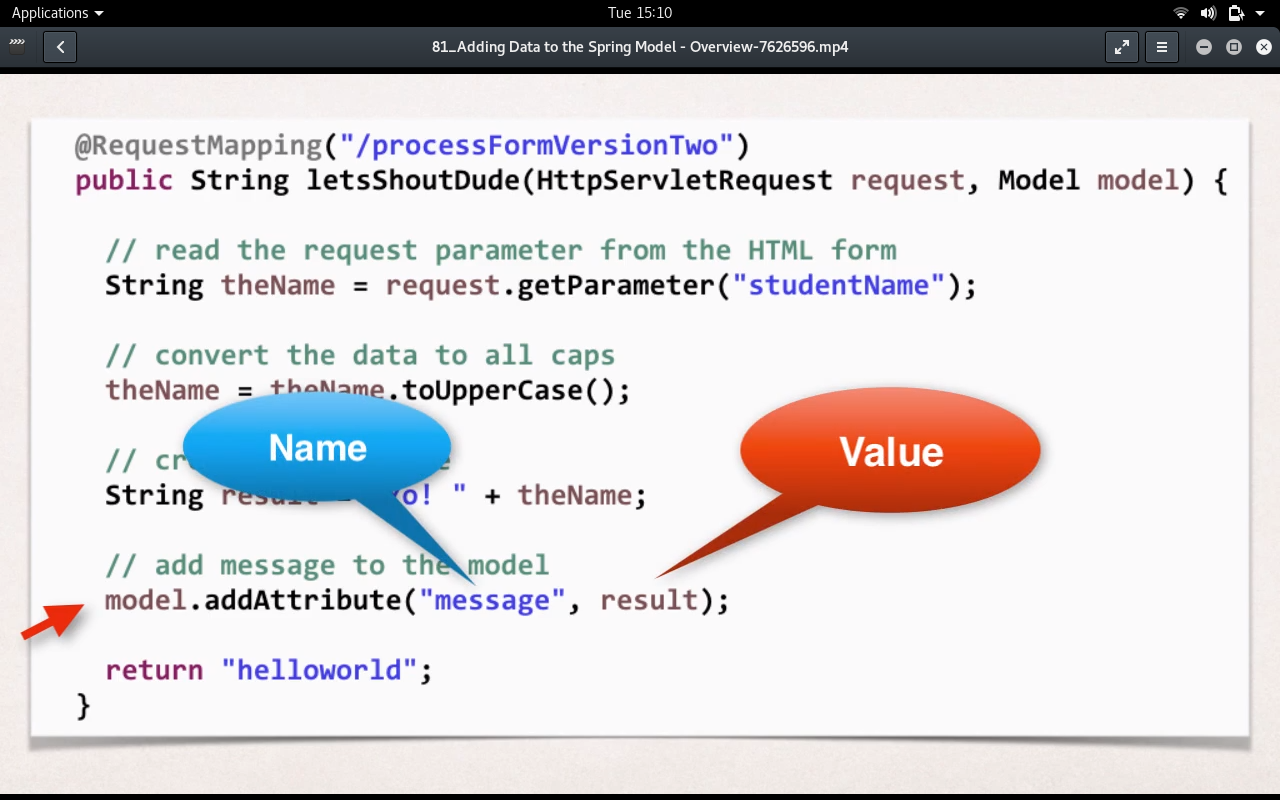 Applications
Tue 15:10
81_Adding Data to the Spring Model - Overview-7626596.mp4
@RequestMapping("/processFormVersionTwo")
public String letsShoutDude(HttpServletRequest request, Model model) {
// read the request parameter from the HTML form
String theName = request.getParameter("studentName");
// convert the data to all caps
theName = theName.toUpperCase();
Name
Value
// cr
String result = o! " + theName;
// add message to the model
model.addAttribute("message", result);
return "helloworld";
}